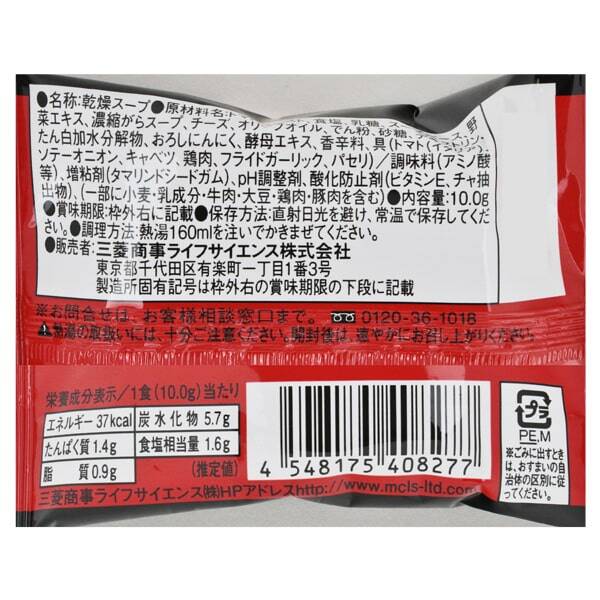 ●名称:乾燥スープ●原材料名:
食塩、乳糖、
菜エキス、濃縮がらスープ、チーズ、オリーブオイル、でん粉、砂糖、
野
たん白加水分解物、おろしにんにく、酵母エキス、香辛料、具(トマト
ソテーオニオン、キャベツ、鶏肉、フライドガーリック、パセリ)/調味料(アミノ酸
等)、増粘剤(タマリンドシードガム)、pH調整剤、酸化防止剤(ビタミンE、チャ抽
出物)、(一部に小麦・乳成分・牛肉・大豆・鶏肉・豚肉を含む)●内容量:10.0g
●賞味期限:枠外右に記載●保存方法:直射日光を避け、常温で保存してくだ
さい。●調理方法:熱湯160mlを注いでかきまぜてください。
●販売者:三菱商事ライフサイエンス株式会社
東京都千代田区有楽町一丁目1番3号
製造所固有記号は枠外右の賞味期限の下段に記載
※お問合せは、お客様相談窓口まで。 0120-36-1018
⚠熱湯の取扱いには、十分ご注意ください。開封後は、速やかにお召し上がりください。
栄養成分表示/1食(10.0g)当たり
エネルギー 37kcal 炭水化物 5.7g
たんぱく質 1.4g 食塩相当量 1.6g
脂質 0.9g (推定値)
4 548175 408277
三菱商事ライフサイエンス(株)HPアドレスhttp://www.mcls-ltd.com
プラ
PE,M
※ごみに出すとき
は、おすまいの自
治体の区別に従
ってください。